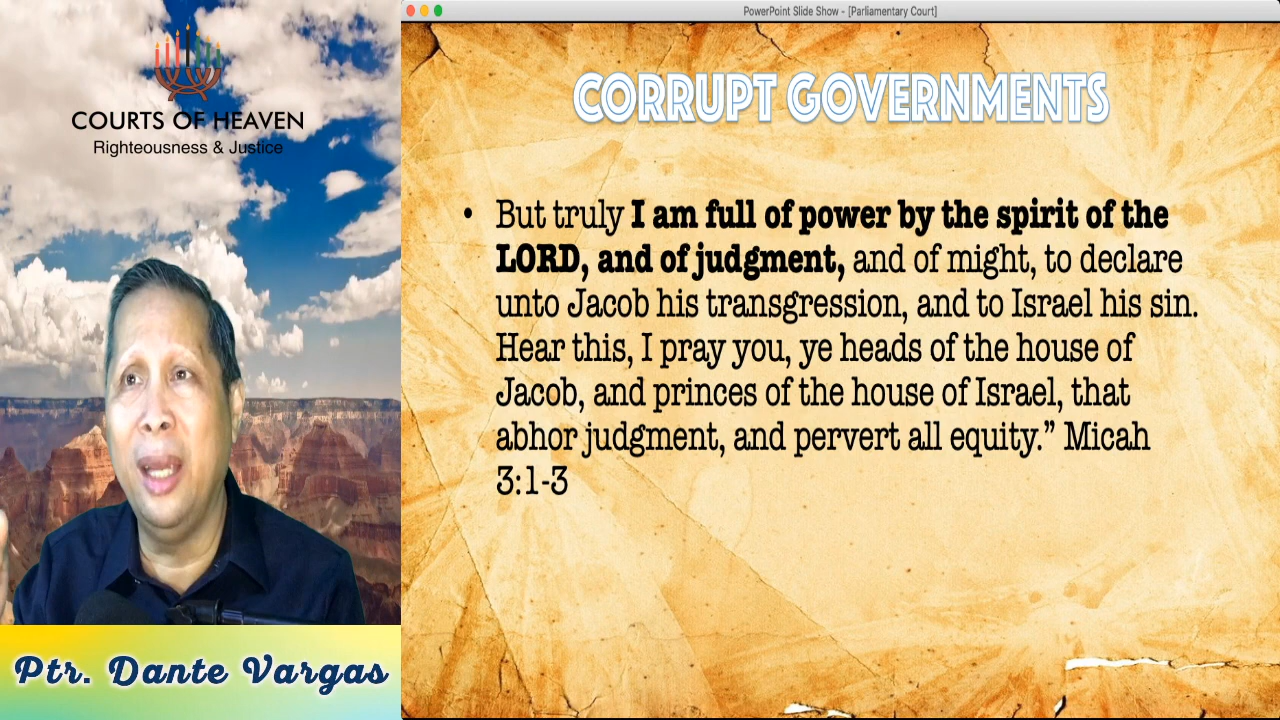 COURTS OF HEAVEN
Righteousness & Justice
Ptr. Dante Vargas
PowerPoint Slide Show - [Parliamentary Court]
CORRUPT GOVERNMENTS
• But truly I am full of power by the spirit of the
LORD, and of judgment, and of might, to declare
unto Jacob his transgression, and to Israel his sin.
Hear this, I pray you, ye heads of the house of
Jacob, and princes of the house of Israel, that
abhor judgment, and pervert all equity.” Micah
3:1-3